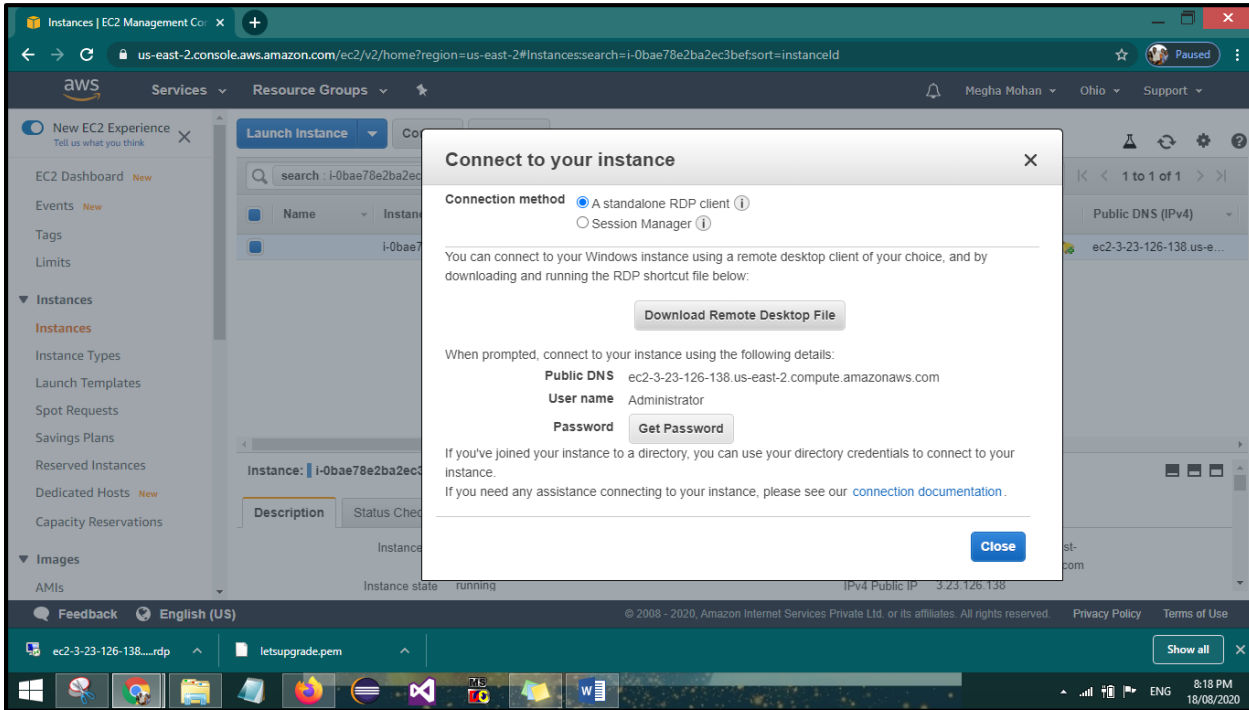 Instances | EC2 Management Cor
us-east-2.console.aws.amazon.com/ec2/v2/home?region=us-east-2#Instances:search=i-0bae78e2ba2ec3bef;sort=instanceId
Paused
aws
Services
Resource Groups
Megha Mohan
Ohio
Support
New EC2 Experience
Tell us what you think
EC2 Dashboard New
Events New
Tags
Limits
Instances
Instances
Instance Types
Launch Templates
Spot Requests
Savings Plans
Reserved Instances
Dedicated Hosts New
Capacity Reservations
Images
AMIs
Launch Instance
Co
search : i-0bae78e2ba2ec
1 to 1 of 1
Name
Instan
Public DNS (IPv4)
i-0bae7
ec2-3-23-126-138.us-e...
Connect to your instance
Connection method
A standalone RDP client
Session Manager
You can connect to your Windows instance using a remote desktop client of your choice, and by
downloading and running the RDP shortcut file below:
Download Remote Desktop File
When prompted, connect to your instance using the following details:
Public DNS ec2-3-23-126-138.us-east-2.compute.amazonaws.com
User name Administrator
Password Get Password
If you've joined your instance to a directory, you can use your directory credentials to connect to your
instance.
If you need any assistance connecting to your instance, please see our connection documentation.
Close
Instance: i-0bae78e2ba2ec3
Description
Status Chec
Instance
st-
com
Instance state running
IPv4 Public IP 3.23.126.138
Feedback
English (US)
© 2008 - 2020, Amazon Internet Services Private Ltd. or its affiliates. All rights reserved.
Privacy Policy
Terms of Use
ec2-3-23-126-138.....rdp
letsupgrade.pem
Show all
MS
ENG
8:18 PM
18/08/2020